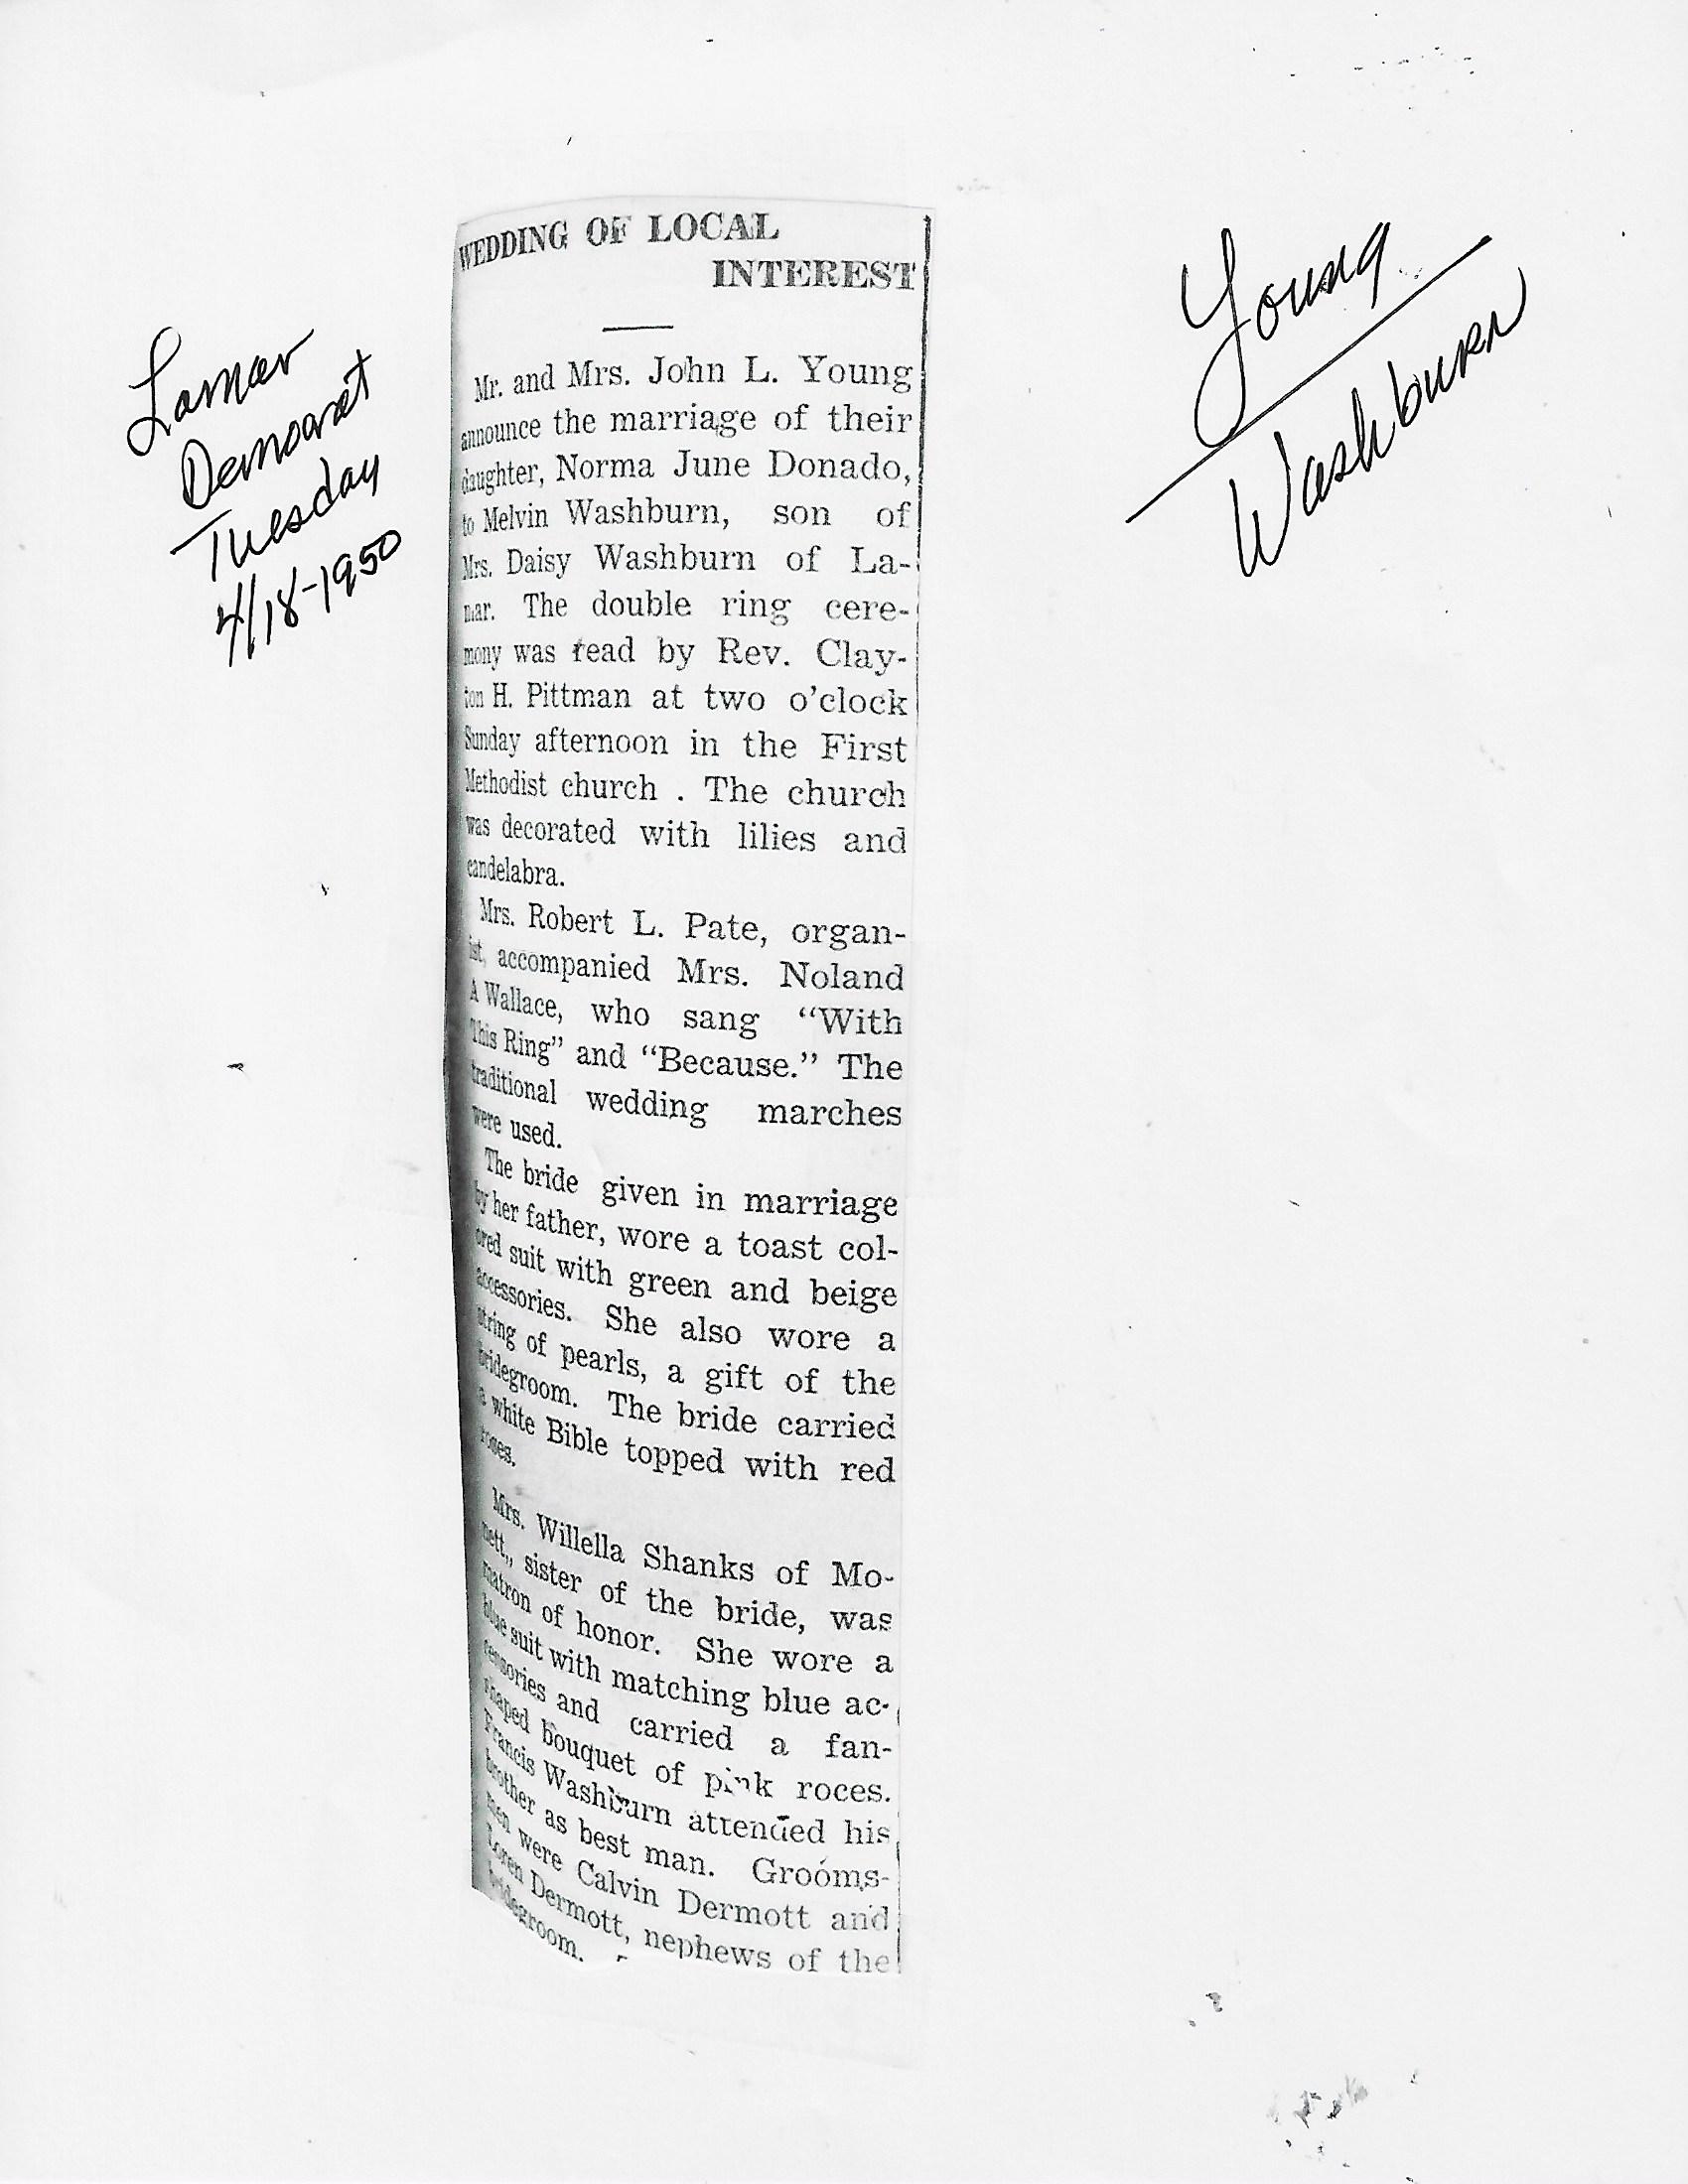 WEDDING OF LOCAL
INTEREST
Mr. and Mrs. John L. Young
announce the marriage of their
daughter, Norma June Donado,
to Melvin Washburn, son of
Mrs. Daisy Washburn of La-
mar. The double ring cere-
mony was read by Rev. Clay-
ton H. Pittman at two o'clock
Sunday afternoon in the First
Methodist church . The church
was decorated with lilies and
candelabra.
Mrs. Robert L. Pate, organ-
ist, accompanied Mrs. Noland
A Wallace, who sang "With
This Ring" and "Because." The
traditional wedding marches
were used.
The bride given in marriage
by her father, wore a toast col-
ored suit with green and beige
accessories. She also wore a
string of pearls, a gift of the
bridegroom. The bride carried
a white Bible topped with red
roses.
Mrs. Willella Shanks of Mo-
nett,, sister of the bride, was
matron of honor. She wore a
blue suit with matching blue ac-
cessories and carried a fan-
shaped bouquet of pink roces.
Francis Washburn attended his
brother as best man. Grooms-
men were Calvin Dermott and
Loren Dermott, nephews of the
bridegroom.
Lamar
Democrat
Tuesday
4/18-1950
Young
Washburn